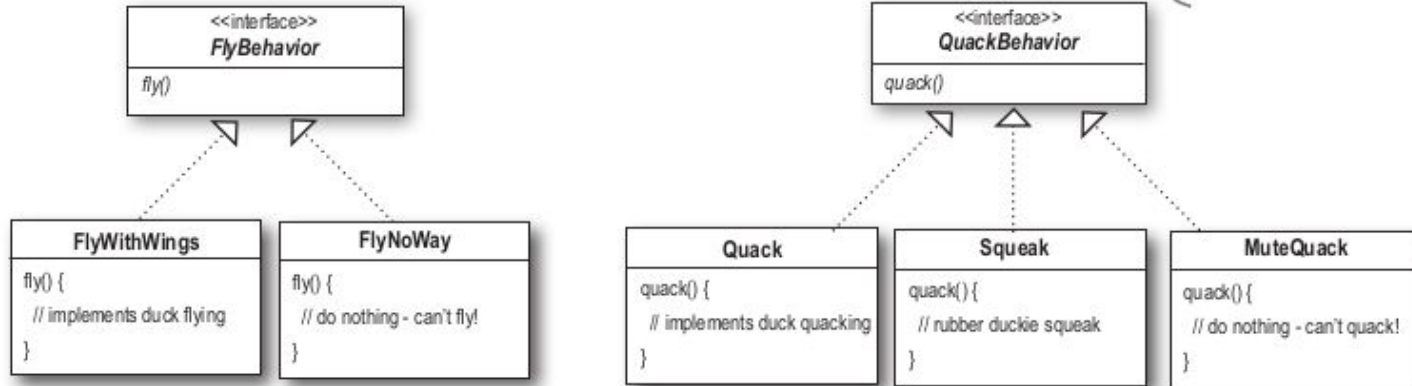 <<interface>>
FlyBehavior
fly()
<<interface>>
QuackBehavior
quack()
FlyWithWings
fly() {
// implements duck flying
}
FlyNoWay
fly() {
// do nothing - can't fly!
}
Quack
quack() {
// implements duck quacking
}
Squeak
quack() {
// rubber duckie squeak
}
MuteQuack
quack() {
// do nothing - can't quack!
}